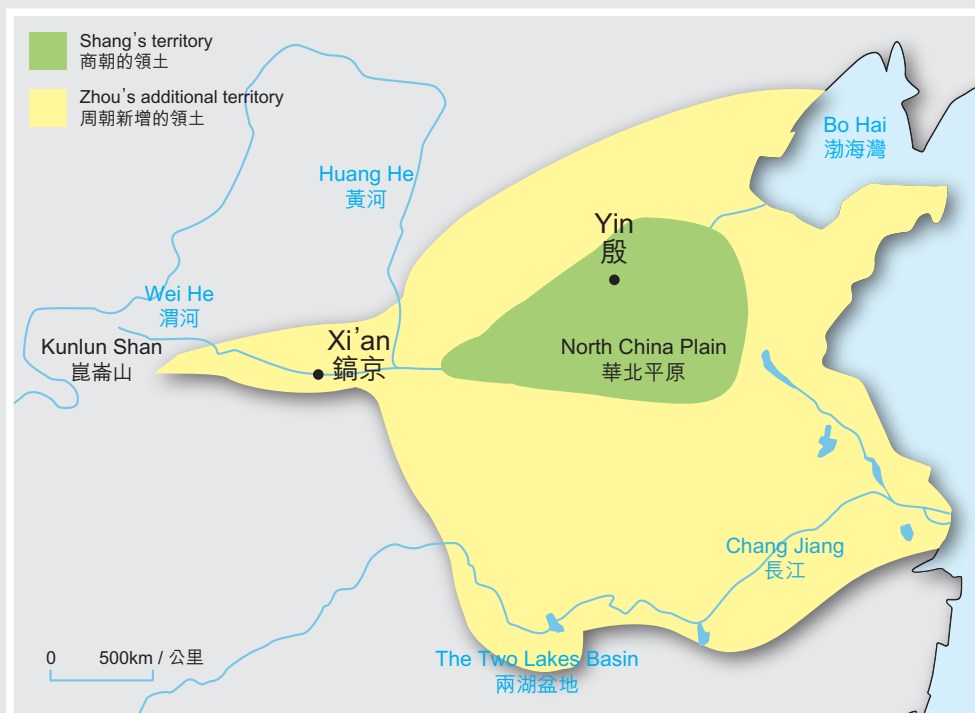 Shang's territory
商朝的領土
Zhou's additional territory
周朝新增的領土
Bo Hai
渤海灣
Huang He
黃河
Yin
殷
Wei He
渭河
Kunlun Shan
崑崙山
Xi'an
鎬京
North China Plain
華北平原
Chang Jiang
長江
0 500km / 公里
The Two Lakes Basin
兩湖盆地